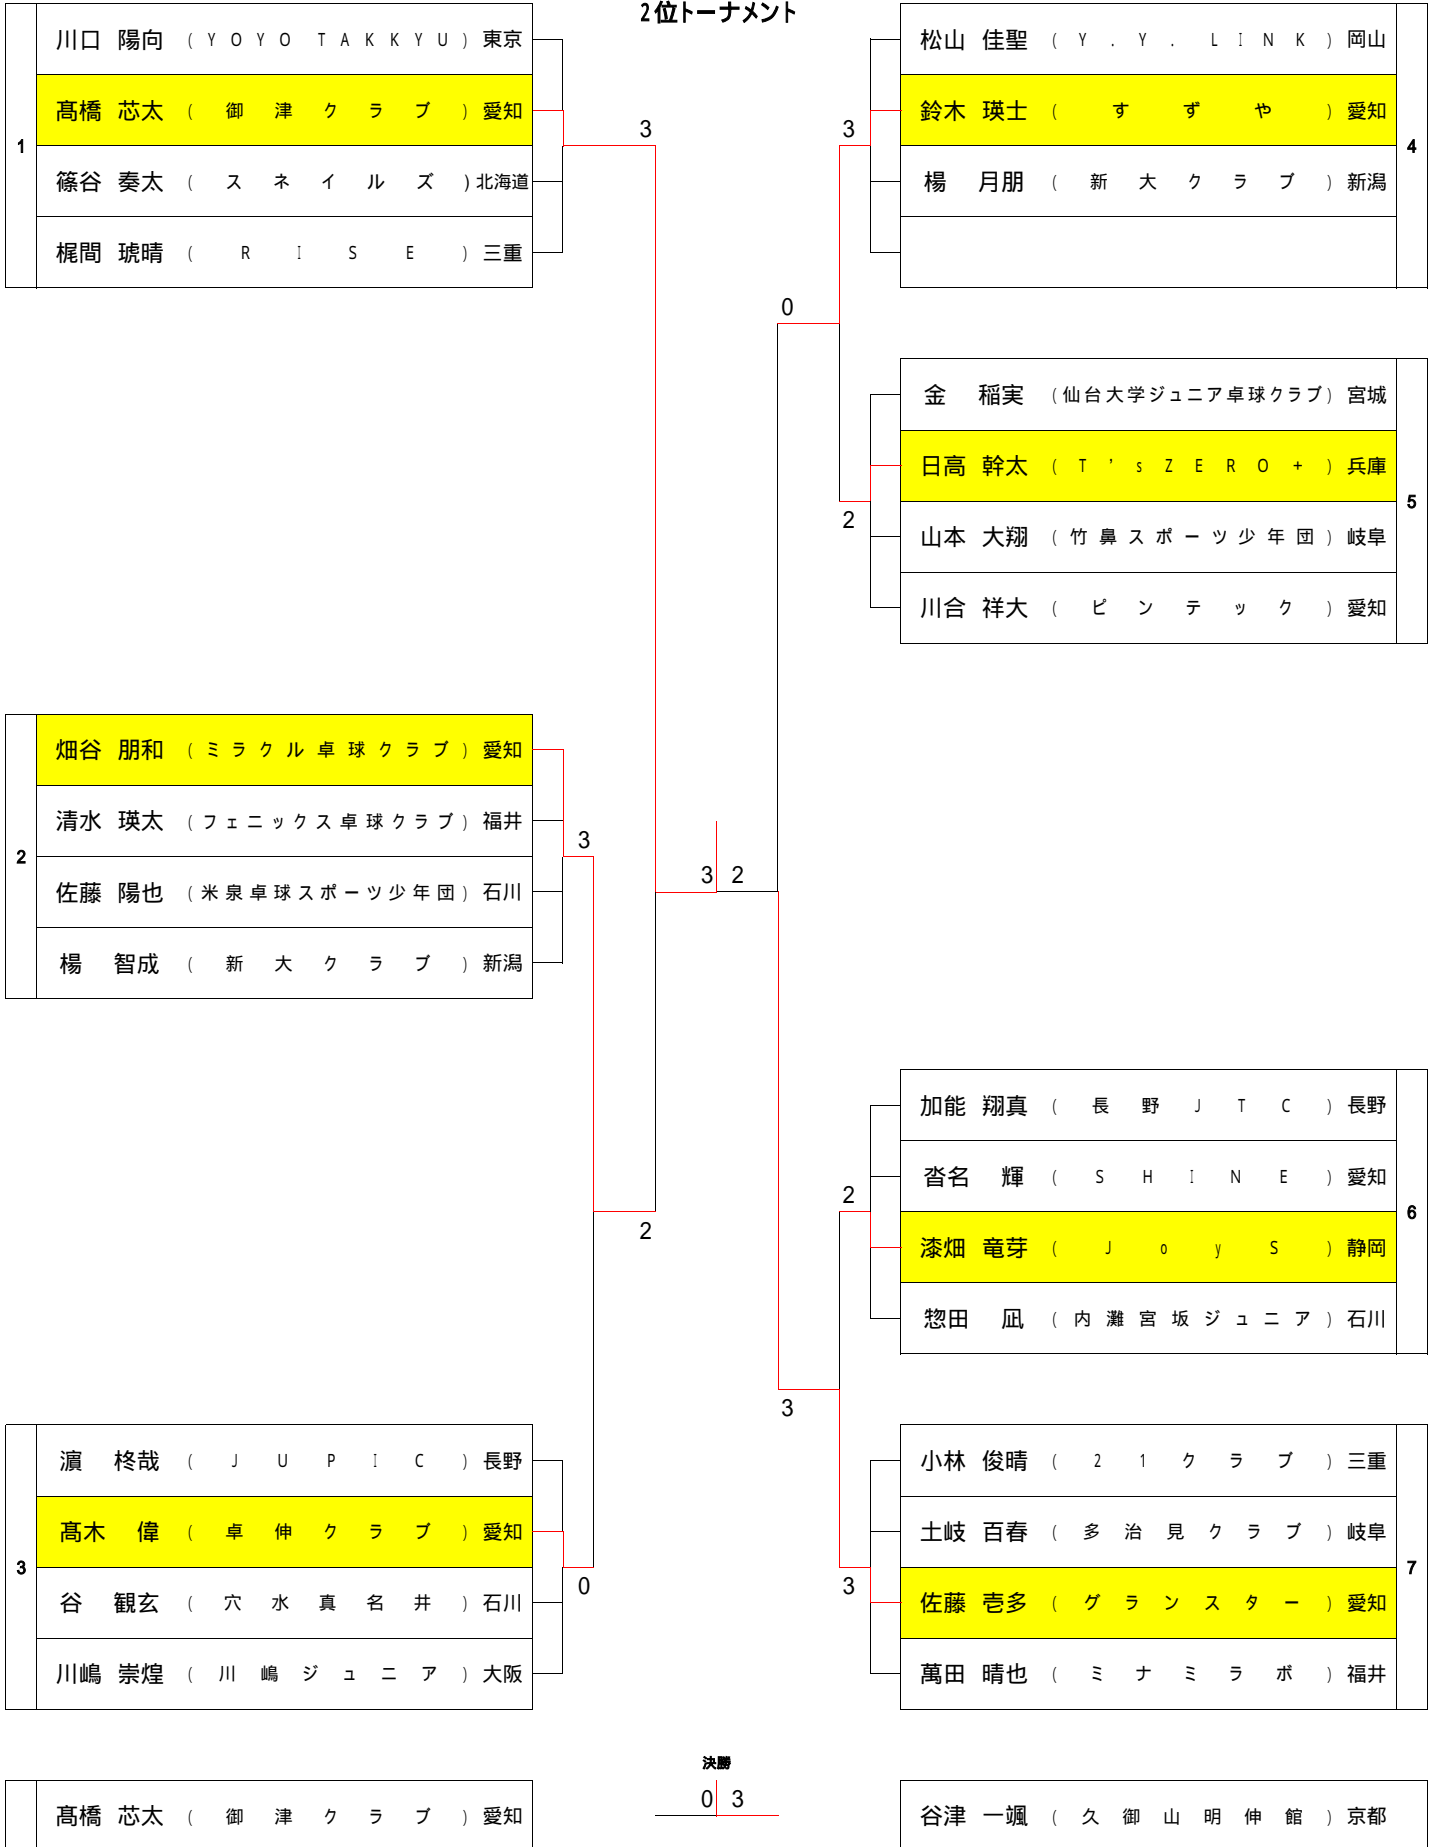 2位トーナメント
1
川口 陽向 (YOYO TAKKYU) 東京
髙橋 芯太 (御津クラブ) 愛知
篠谷 奏太 (スネイルズ) 北海道
梶間 琥晴 (RISE) 三重
3
2
畑谷 朋和 (ミラクル卓球クラブ) 愛知
清水 瑛太 (フェニックス卓球クラブ) 福井
佐藤 陽也 (米泉卓球スポーツ少年団) 石川
楊 智成 (新大クラブ) 新潟
3
2
3
濵 柊哉 (JUPIC) 長野
髙木 偉 (卓伸クラブ) 愛知
谷 観玄 (穴水真名井) 石川
川嶋 崇煌 (川嶋ジュニア) 大阪
0
3 2
4
松山 佳聖 (Y.Y.LINK) 岡山
鈴木 瑛士 (すずや) 愛知
楊 月朋 (新大クラブ) 新潟
3
0
5
金 稲実 (仙台大学ジュニア卓球クラブ) 宮城
日高 幹太 (T'sZERO+) 兵庫
山本 大翔 (竹鼻スポーツ少年団) 岐阜
川合 祥大 (ピンテック) 愛知
2
6
加能 翔真 (長野JTC) 長野
沓名 輝 (SHINE) 愛知
漆畑 竜芽 (JoyS) 静岡
惣田 凪 (内灘宮坂ジュニア) 石川
2
3
7
小林 俊晴 (21クラブ) 三重
土岐 百春 (多治見クラブ) 岐阜
佐藤 壱多 (グランスター) 愛知
萬田 晴也 (ミナミラボ) 福井
3
決勝
髙橋 芯太 (御津クラブ) 愛知
0 3
谷津 一颯 (久御山明伸館) 京都